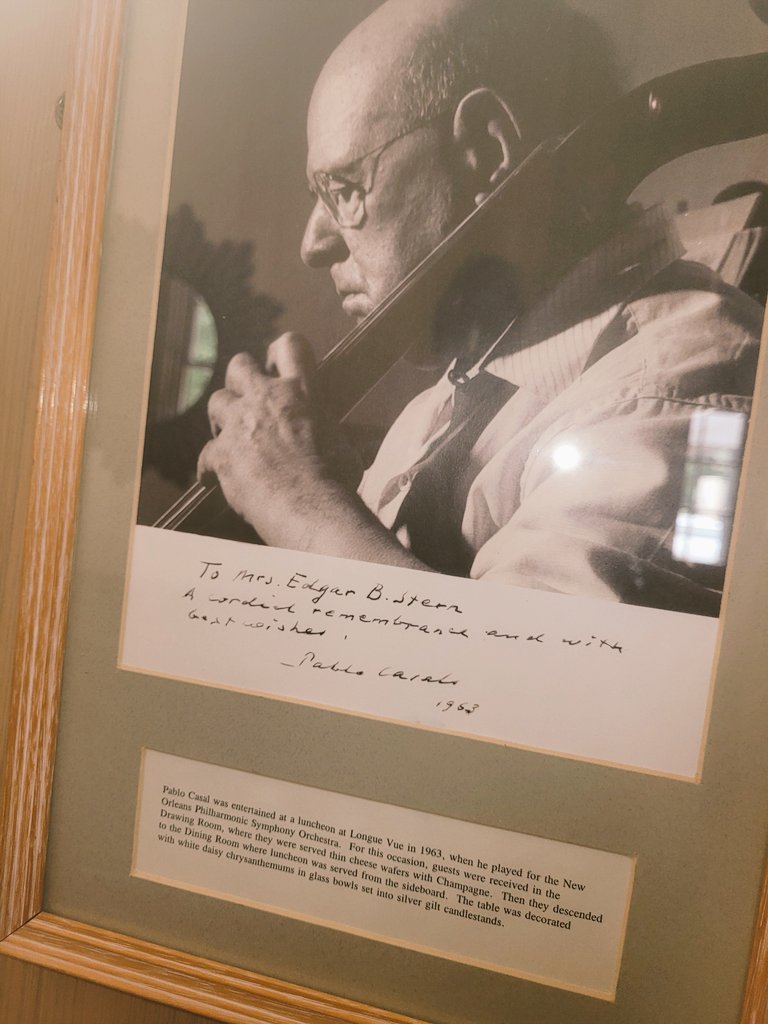 To Mrs. Edgar B. Stern
A cordial remembrance and with
best wishes,
-Pablo Casals
1963
Pablo Casal was entertained at a luncheon at Longue Vue in 1963, when he played for the New
Orleans Philharmonic Symphony Orchestra. For this occasion, guests were received in the
Drawing Room, where they were served thin cheese wafers with Champagne. Then they descended
to the Dining Room where luncheon was served from the sideboard. The table was decorated
with white daisy chrysanthemums in glass bowls set into silver gilt candlestands.